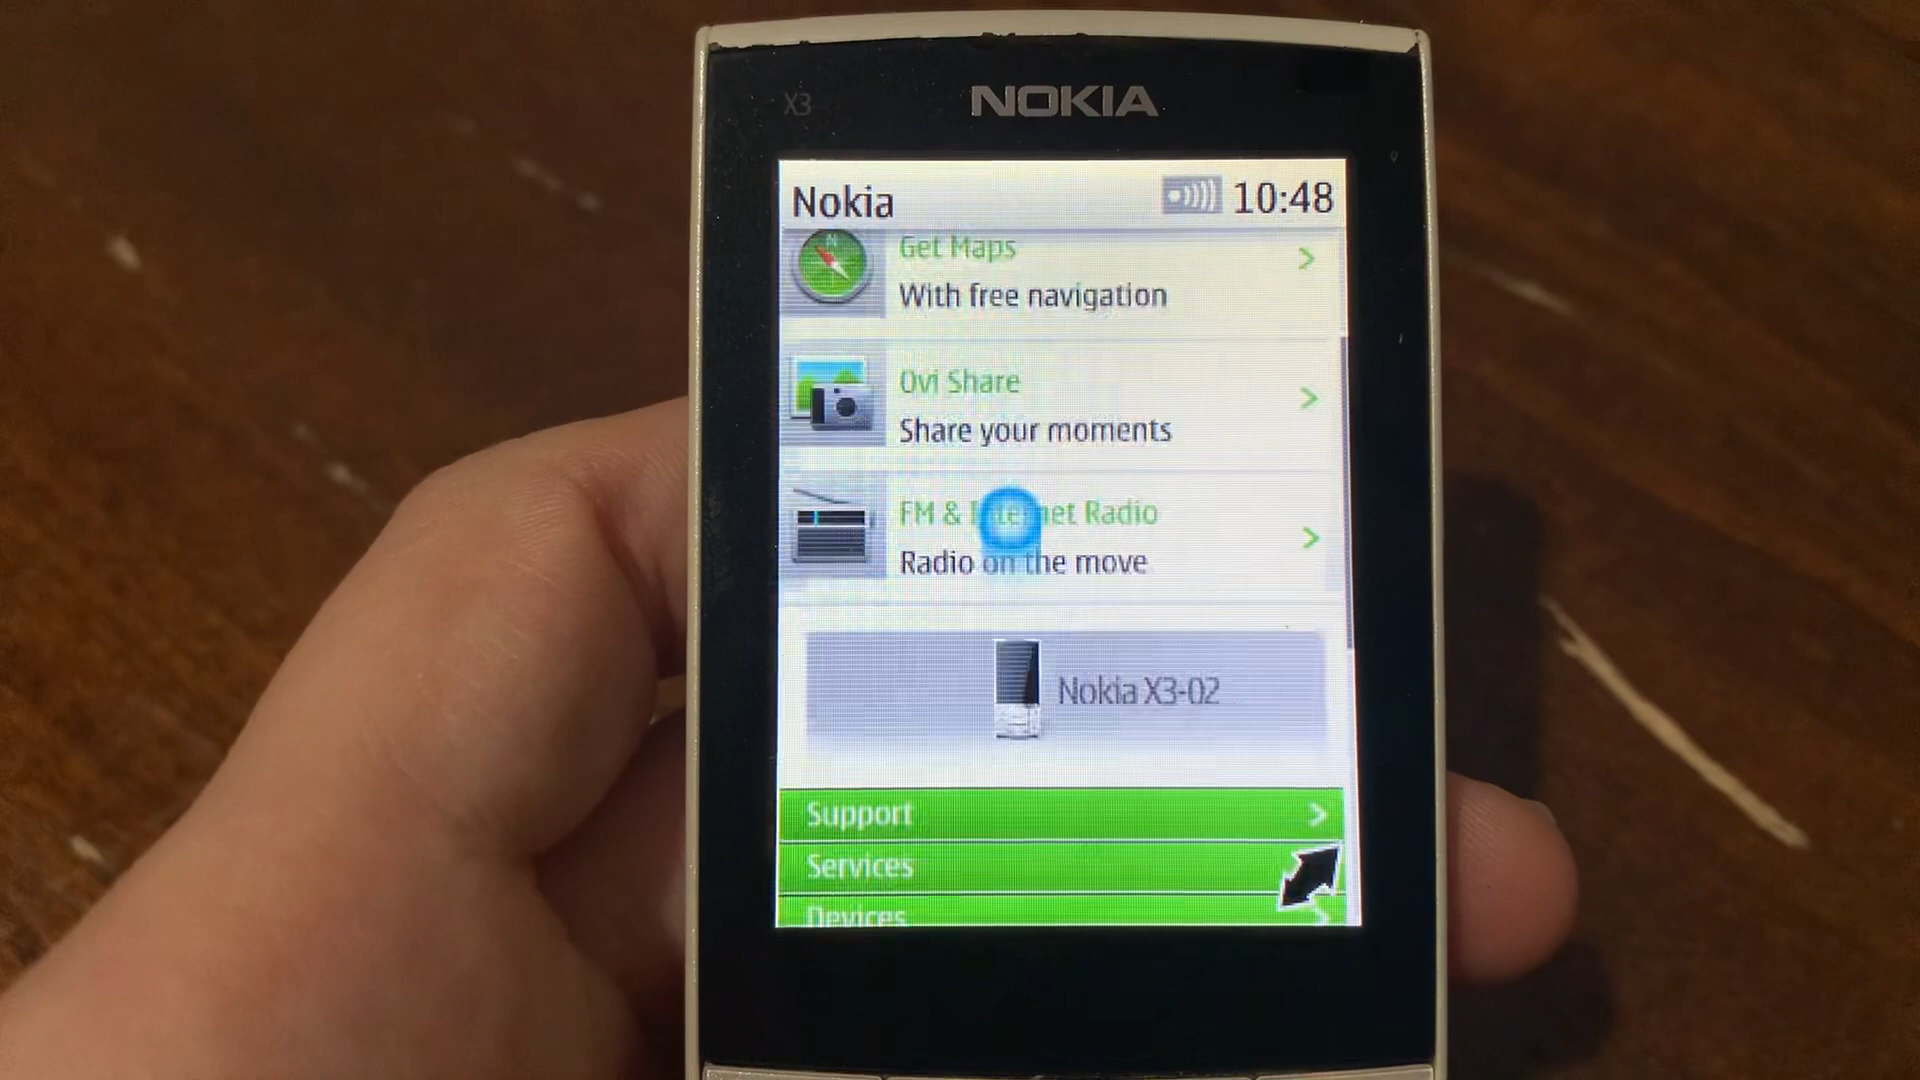 X3
NOKIA
Nokia
10:48
Get Maps
With free navigation
Ovi Share
Share your moments
FM & Internet Radio
Radio on the move
Nokia X3-02
Support
Services
Devices